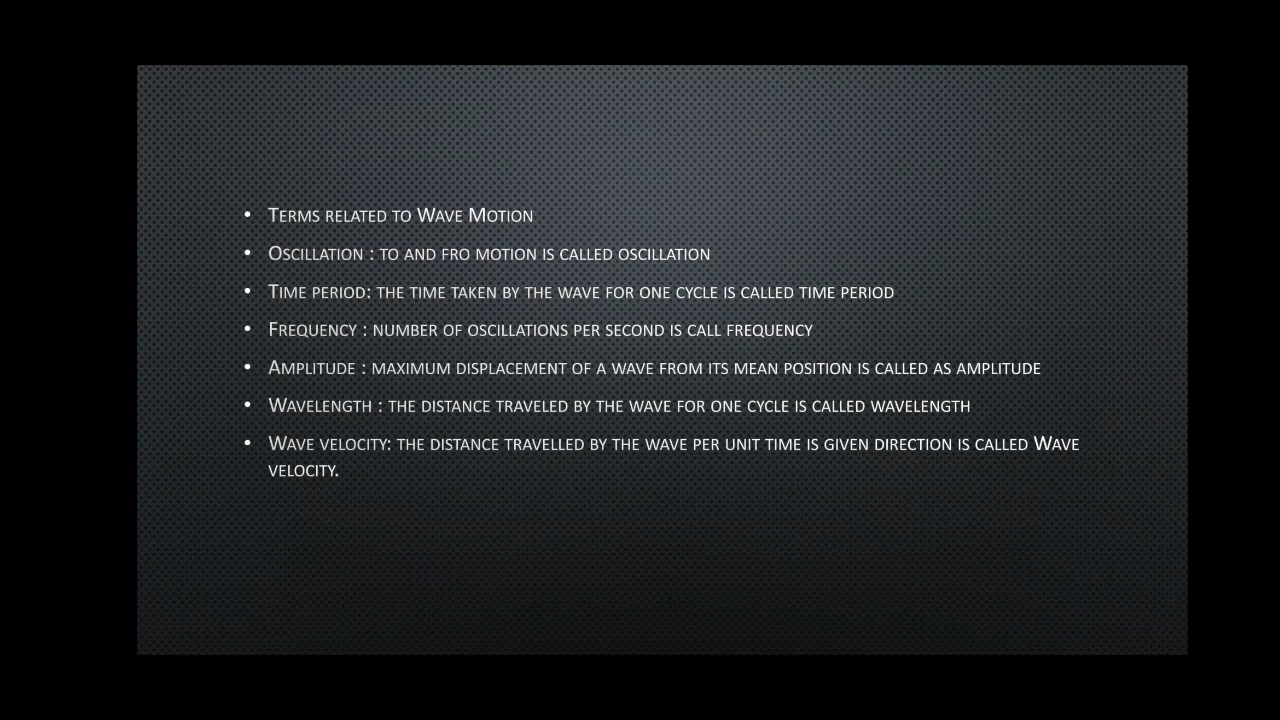 • Terms related to Wave Motion
• Oscillation : to and fro motion is called oscillation
• Time period: the time taken by the wave for one cycle is called time period
• Frequency : number of oscillations per second is call frequency
• Amplitude : maximum displacement of a wave from its mean position is called as amplitude
• Wavelength : the distance traveled by the wave for one cycle is called wavelength
• Wave velocity: the distance travelled by the wave per unit time is given direction is called Wave
velocity.